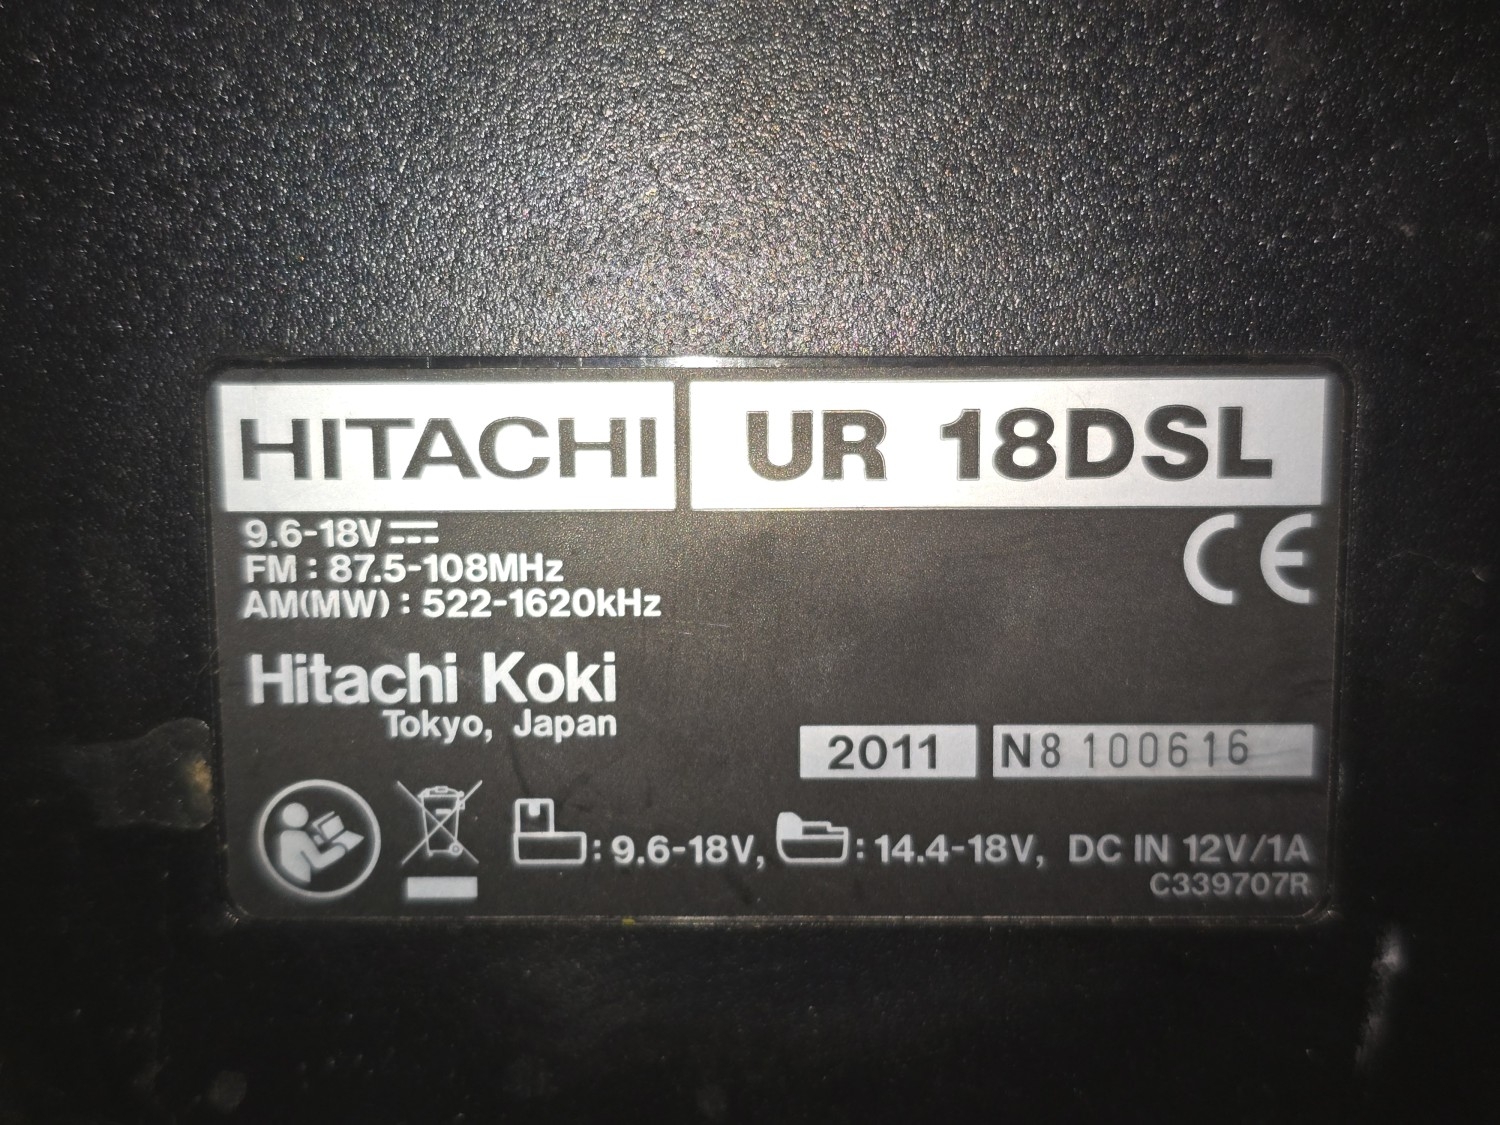 HITACHI UR 18DSL
9.6-18V⎓
FM : 87.5-108MHz
AM(MW) : 522-1620kHz
CE
Hitachi Koki
Tokyo, Japan
2011 N8 100616
: 9.6-18V, : 14.4-18V, DC IN 12V/1A
C339707R